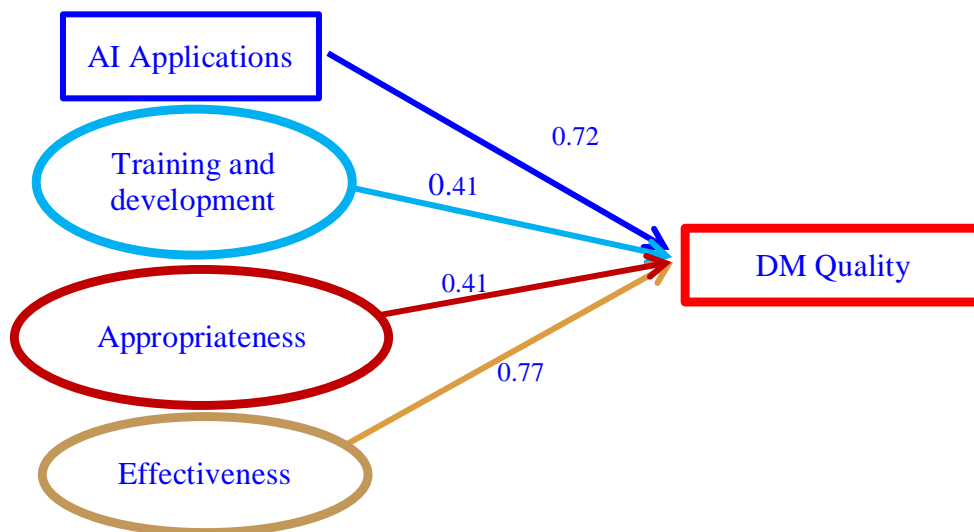 AI Applications
0.72
Training and
development
0.41
DM Quality
0.41
Appropriateness
0.77
Effectiveness